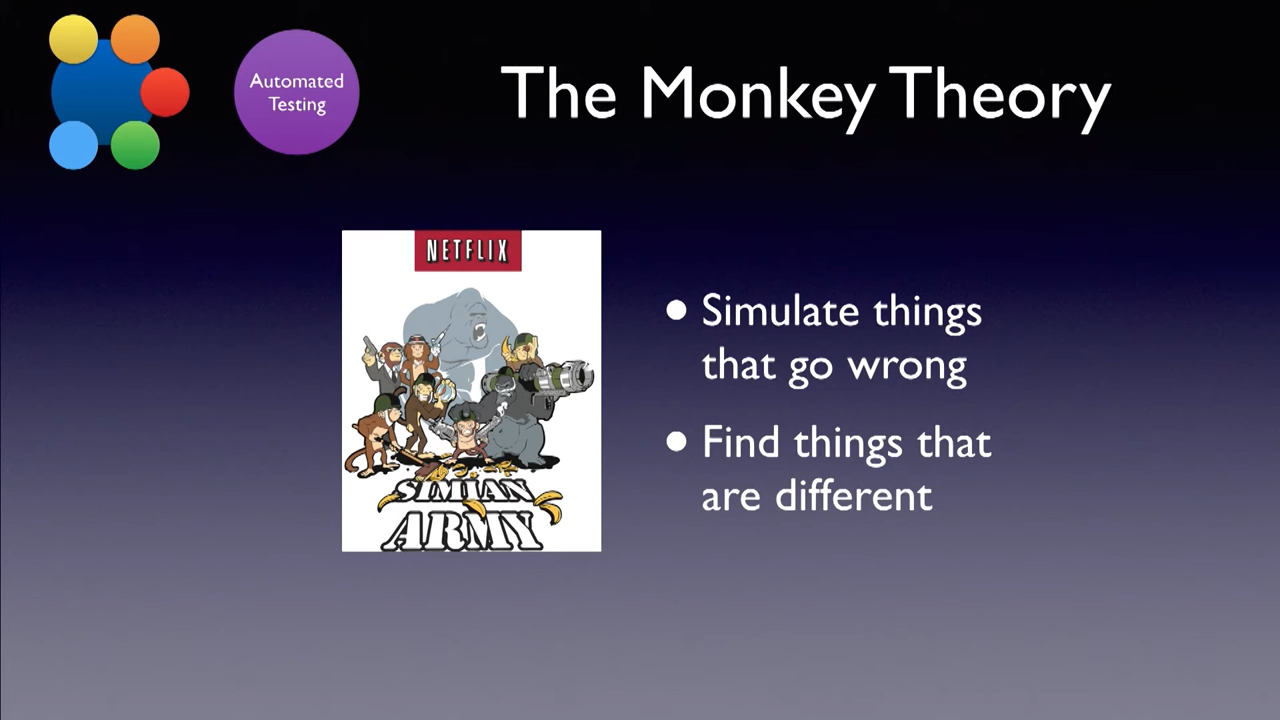 Automated
Testing
The Monkey Theory
NETFLIX
SIMIAN
ARMY
• Simulate things
that go wrong
• Find things that
are different